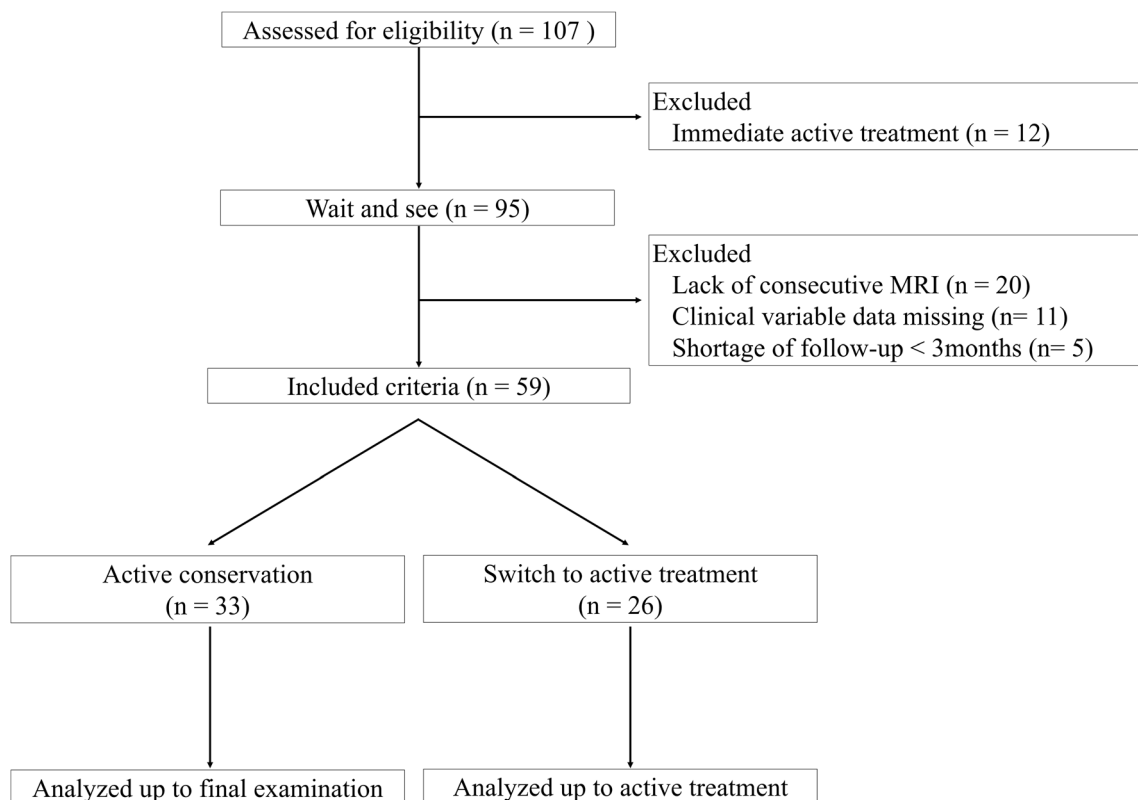 Assessed for eligibility (n = 107 )
Excluded
Immediate active treatment (n = 12)
Wait and see (n = 95)
Excluded
Lack of consecutive MRI (n = 20)
Clinical variable data missing (n= 11)
Shortage of follow-up < 3months (n= 5)
Included criteria (n = 59)
Active conservation
(n = 33)
Switch to active treatment
(n = 26)
Analyzed up to final examination
Analyzed up to active treatment